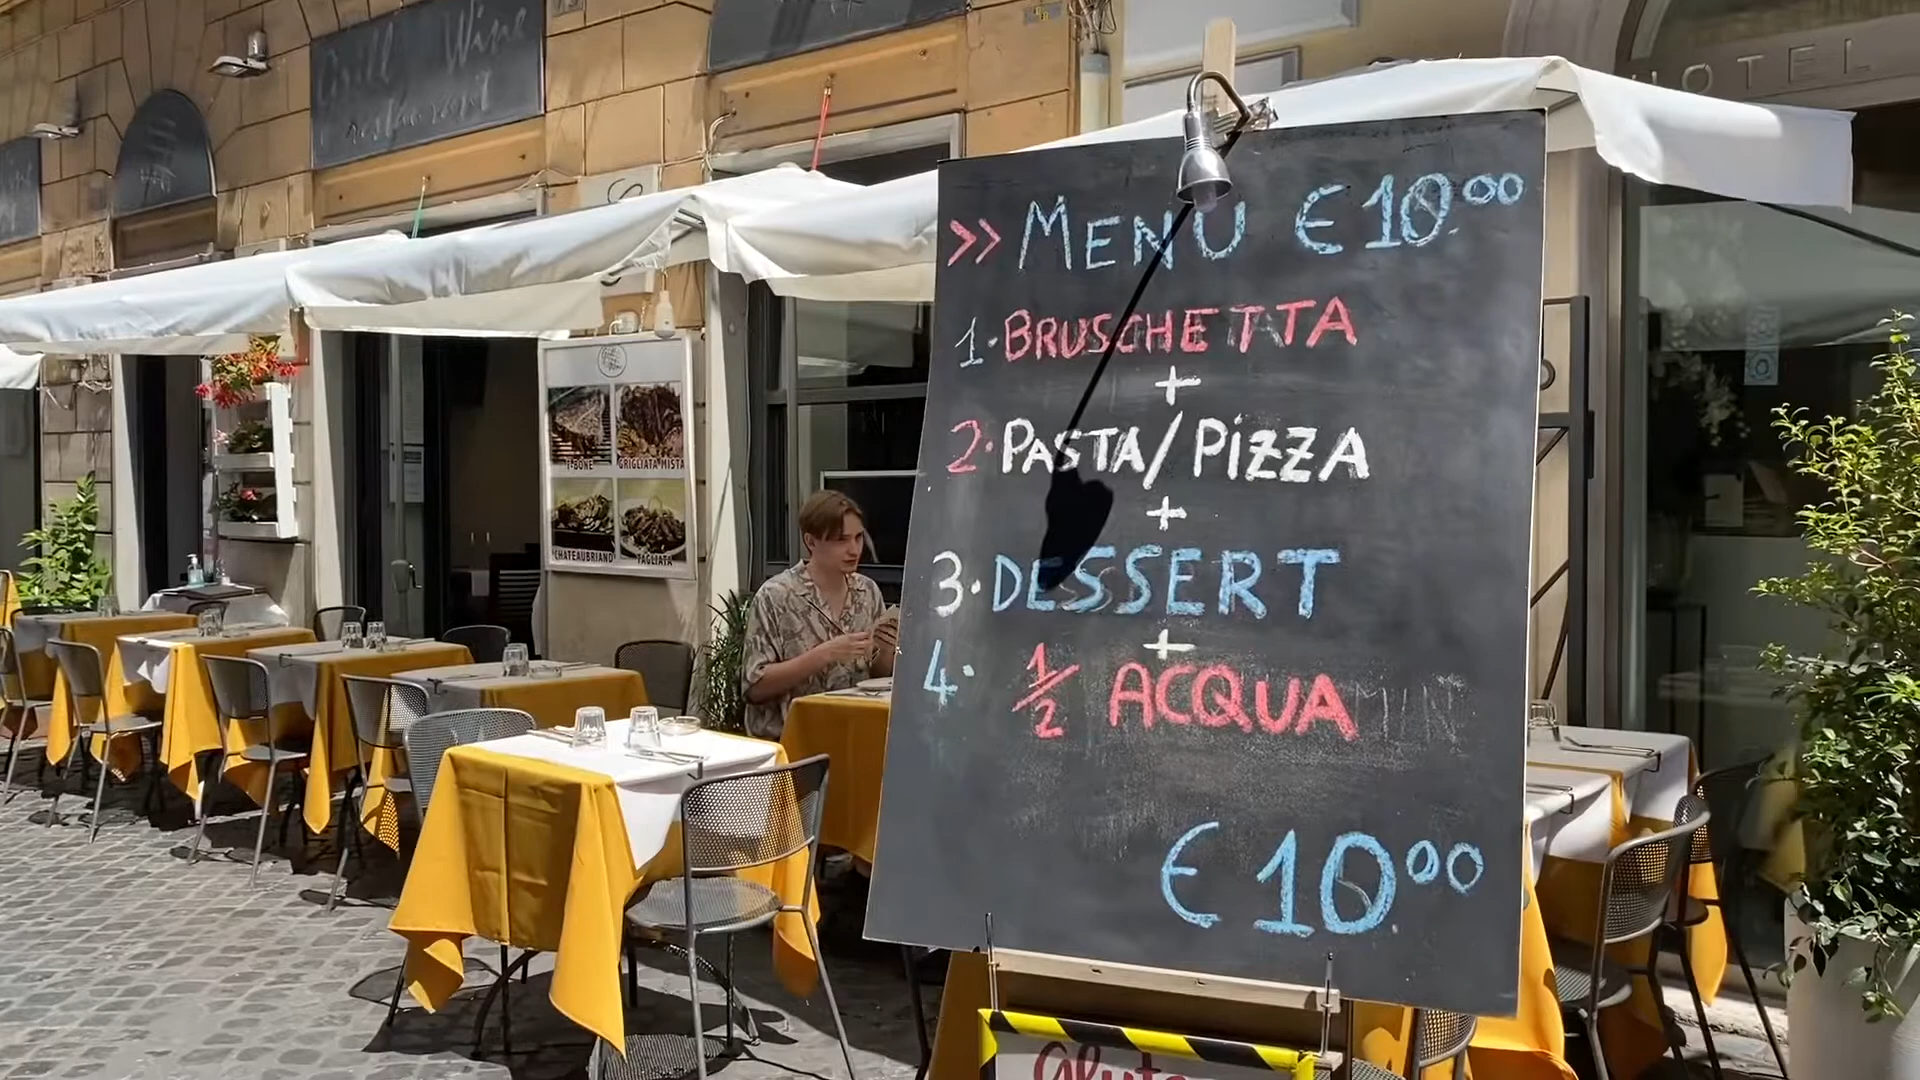 Grill Wine
restaurant
HOTEL
>> MENU €10.00
1. BRUSCHETTA
+
2. PASTA/PIZZA
+
3. DESSERT
+
4. 1/2 ACQUA
€10.00
T-BONE
GRIGLIATA MISTA
CHATEAUBRIAND
TAGLIATA